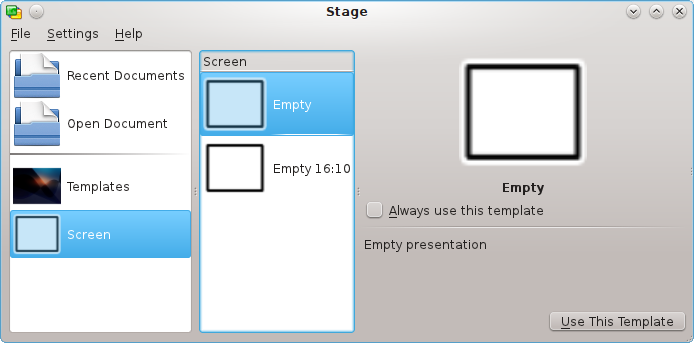 Stage
File Settings Help
Recent Documents
Open Document
Templates
Screen
Screen
Empty
Empty 16:10
Empty
Always use this template
Empty presentation
Use This Template